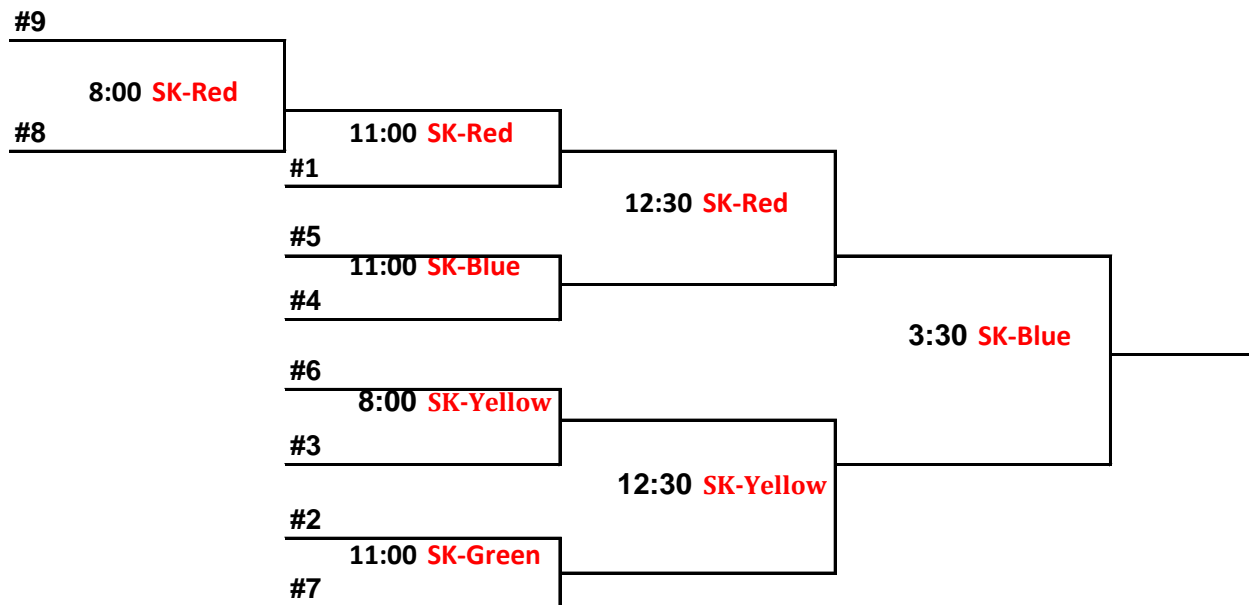 #9
8:00 SK-Red
#8
11:00 SK-Red
#1
12:30 SK-Red
#5
11:00 SK-Blue
#4
3:30 SK-Blue
#6
8:00 SK-Yellow
#3
12:30 SK-Yellow
#2
11:00 SK-Green
#7